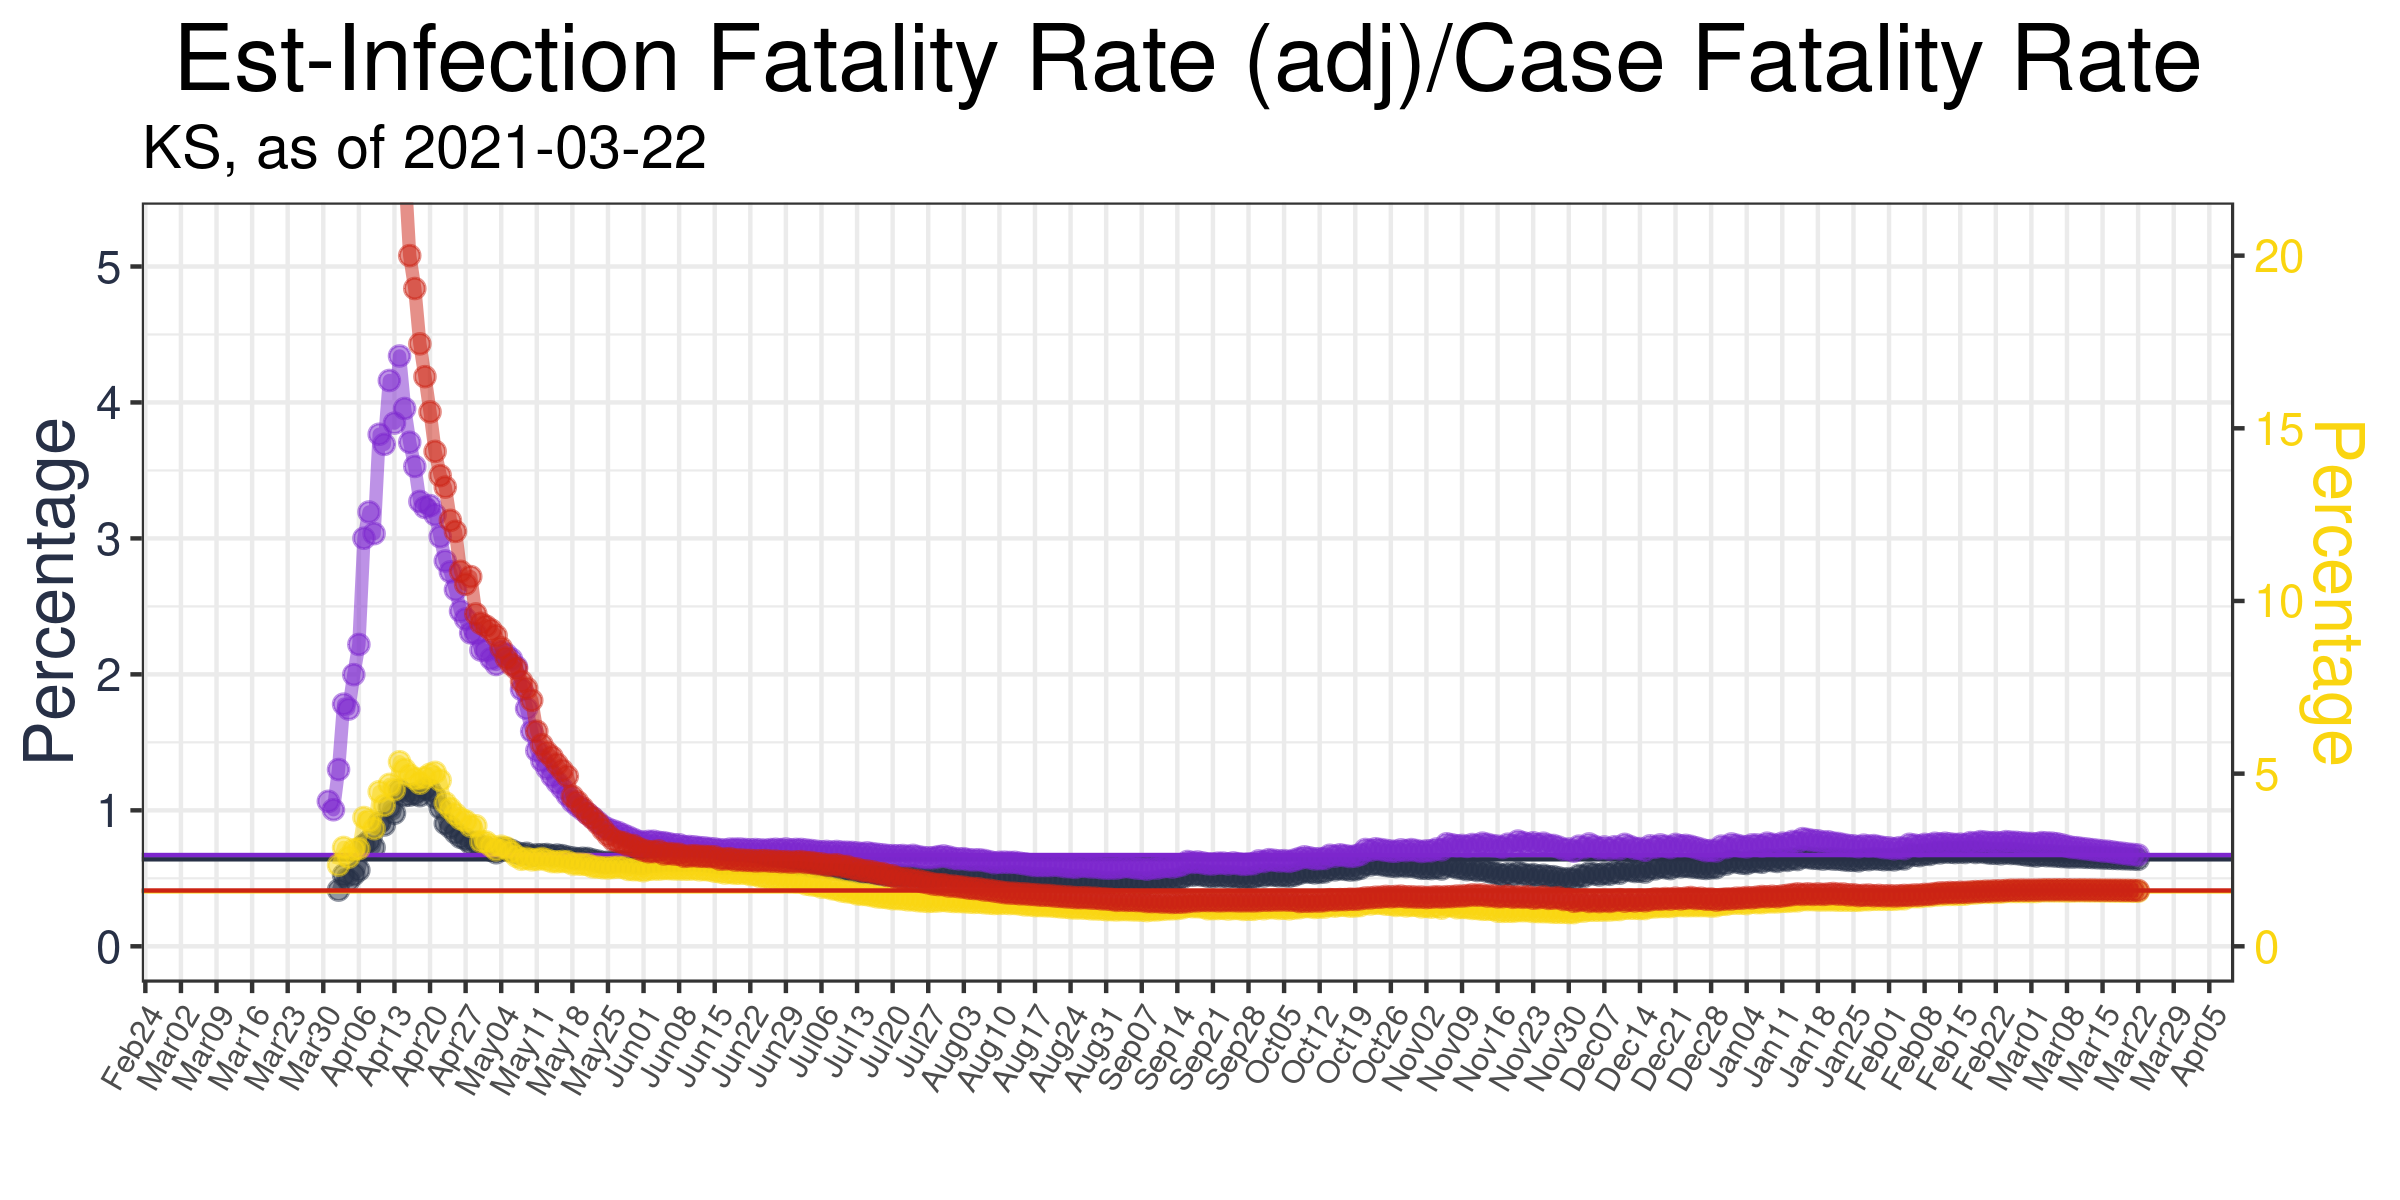 Est-Infection Fatality Rate (adj)/Case Fatality Rate
KS, as of 2021-03-22
Percentage
5
4
3
2
1
0
20
15
10
5
0
Percentage
Feb24
Mar02
Mar09
Mar16
Mar23
Mar30
Apr06
Apr13
Apr20
Apr27
May04
May11
May18
May25
Jun01
Jun08
Jun15
Jun22
Jun29
Jul06
Jul13
Jul20
Jul27
Aug03
Aug10
Aug17
Aug24
Aug31
Sep07
Sep14
Sep21
Sep28
Oct05
Oct12
Oct19
Oct26
Nov02
Nov09
Nov16
Nov23
Nov30
Dec07
Dec14
Dec21
Dec28
Jan04
Jan11
Jan18
Jan25
Feb01
Feb08
Feb15
Feb22
Mar01
Mar08
Mar15
Mar22
Mar29
Apr05